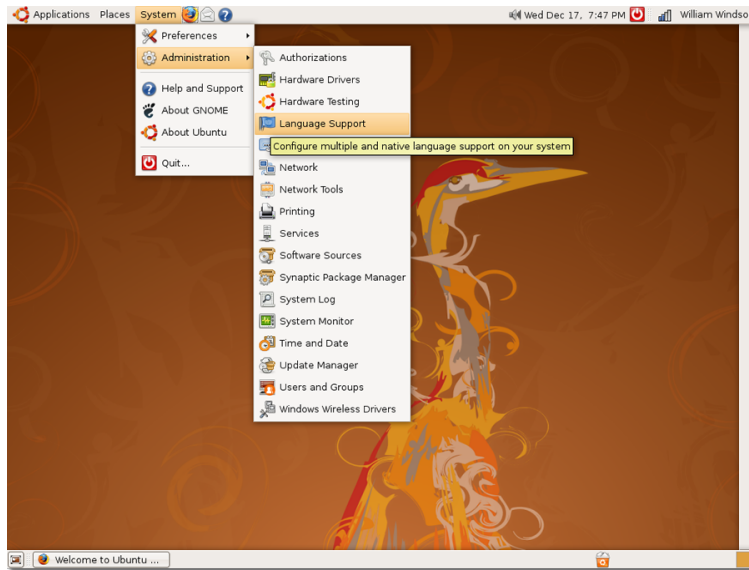 Applications Places System Wed Dec 17, 7:47 PM William Windso
Preferences
Administration
Help and Support
About GNOME
About Ubuntu
Quit...
Authorizations
Hardware Drivers
Hardware Testing
Language Support
Configure multiple and native language support on your system
Network
Network Tools
Printing
Services
Software Sources
Synaptic Package Manager
System Log
System Monitor
Time and Date
Update Manager
Users and Groups
Windows Wireless Drivers
Welcome to Ubuntu ...